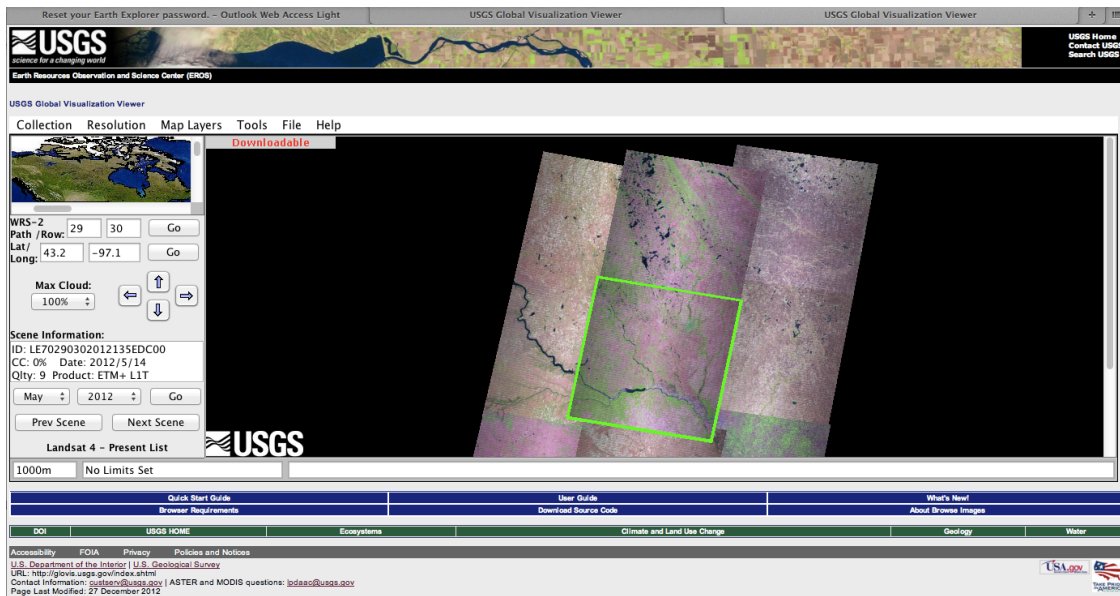 Reset your Earth Explorer password. – Outlook Web Access Light
USGS Global Visualization Viewer
USGS Global Visualization Viewer
USGS
science for a changing world
USGS Home
Contact USGS
Search USGS
Earth Resources Observation and Science Center (EROS)
USGS Global Visualization Viewer
Collection Resolution Map Layers Tools File Help
Downloadable
WRS-2
Path /Row: 29 30 Go
Lat/
Long: 43.2 -97.1 Go
Max Cloud:
100%
Scene Information:
ID: LE70290302012135EDC00
CC: 0% Date: 2012/5/14
Qlty: 9 Product: ETM+ L1T
May 2012 Go
Prev Scene Next Scene
Landsat 4 – Present List
USGS
1000m No Limits Set
Quick Start Guide User Guide What's New!
Browser Requirements Download Source Code About Browse Images
DOI USGS HOME Ecosystems Climate and Land Use Change Geology Water
Accessibility FOIA Privacy Policies and Notices
U.S. Department of the Interior | U.S. Geological Survey
URL: http://glovis.usgs.gov/index.shtml
Contact Information: custserv@usgs.gov | ASTER and MODIS questions: lpdaac@usgs.gov
Page Last Modified: 27 December 2012
USA.gov
TAKE PRIDE
IN AMERICA